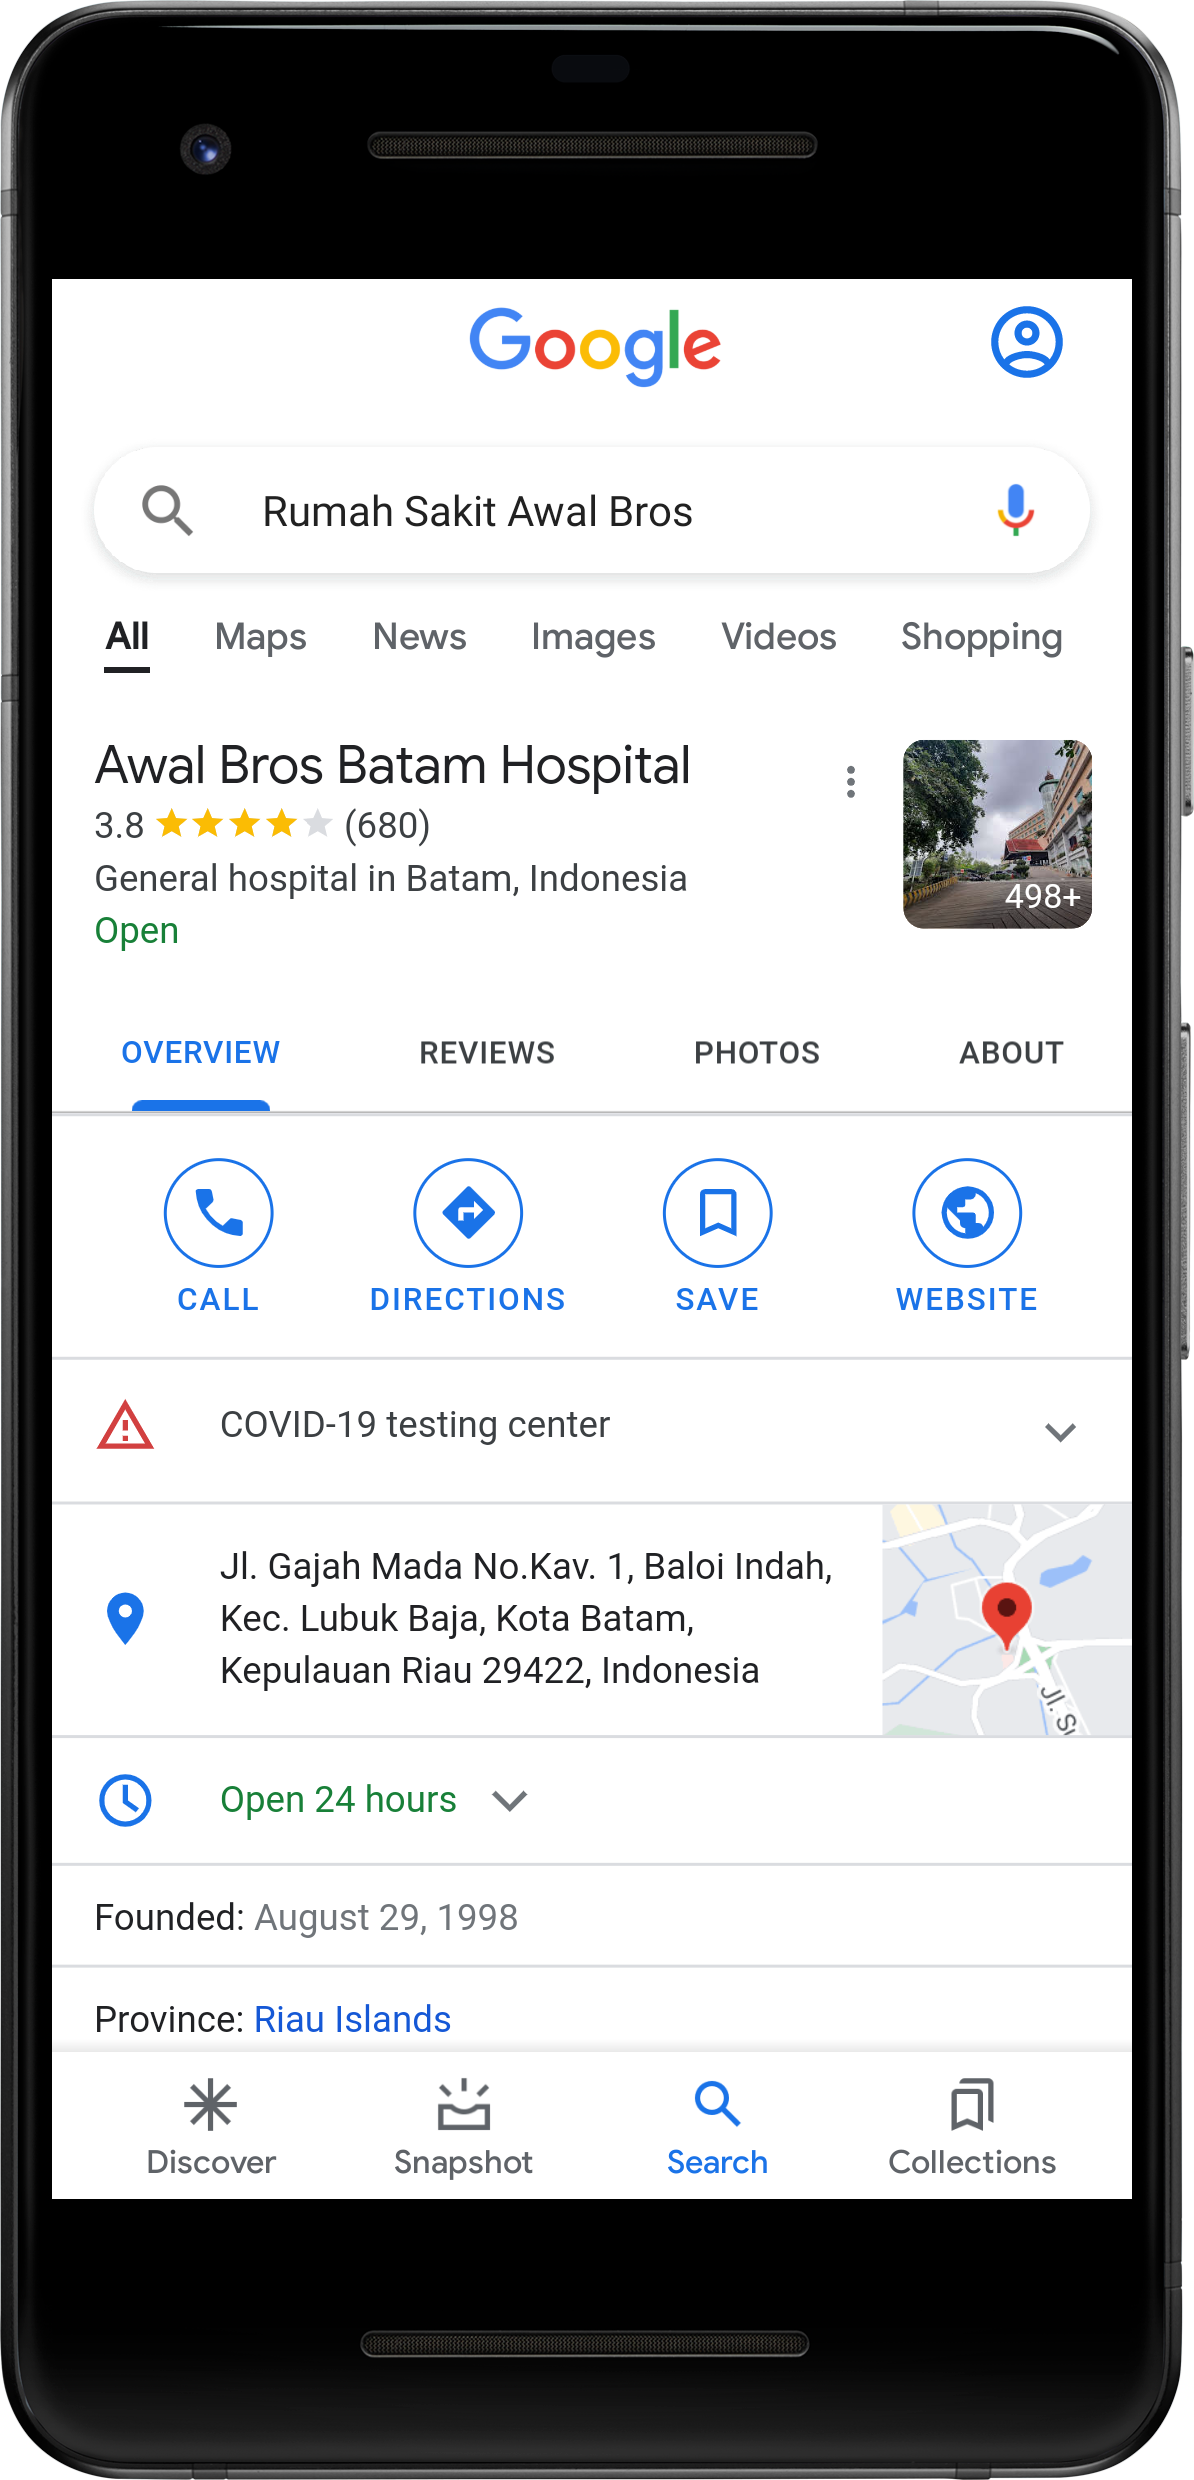 Google
Rumah Sakit Awal Bros
All Maps News Images Videos Shopping
Awal Bros Batam Hospital
3.8 (680)
General hospital in Batam, Indonesia
Open
498+
OVERVIEW REVIEWS PHOTOS ABOUT
CALL DIRECTIONS SAVE WEBSITE
COVID-19 testing center
Jl. Gajah Mada No.Kav. 1, Baloi Indah,
Kec. Lubuk Baja, Kota Batam,
Kepulauan Riau 29422, Indonesia
Jl.
Open 24 hours
Founded: August 29, 1998
Province: Riau Islands
Discover Snapshot Search Collections